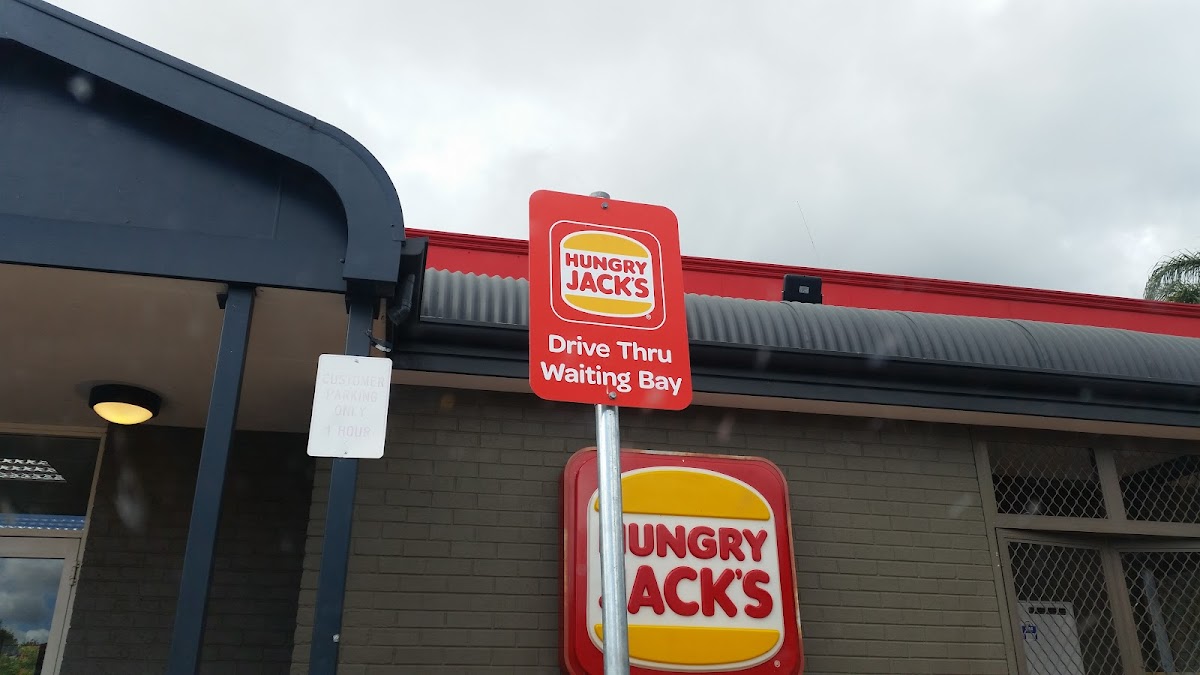 HUNGRY
JACK'S
®
Drive Thru
Waiting Bay
CUSTOMER
PARKING
ONLY
1 HOUR
HUNGRY
JACK'S
®